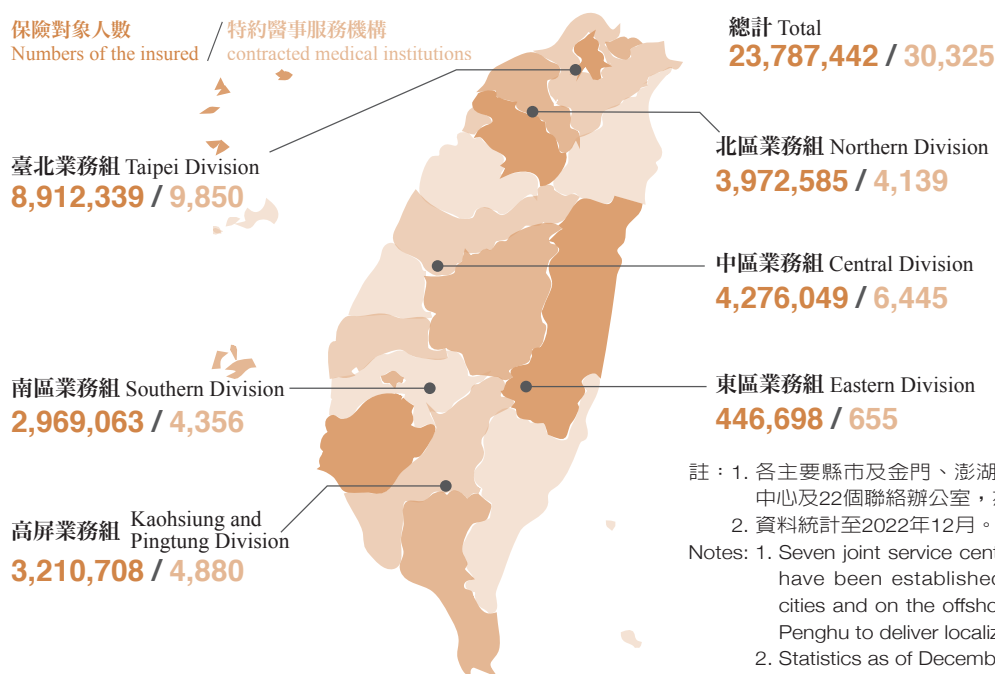 保險對象人數 / 特約醫事服務機構
Numbers of the insured / contracted medical institutions
總計 Total
23,787,442 / 30,325
臺北業務組 Taipei Division
8,912,339 / 9,850
北區業務組 Northern Division
3,972,585 / 4,139
中區業務組 Central Division
4,276,049 / 6,445
南區業務組 Southern Division
2,969,063 / 4,356
東區業務組 Eastern Division
446,698 / 655
高屏業務組 Kaohsiung and
Pingtung Division
3,210,708 / 4,880
註：1. 各主要縣市及金門、澎湖
中心及22個聯絡辦公室，
2. 資料統計至2022年12月。
Notes: 1. Seven joint service cent
have been established
cities and on the offsho
Penghu to deliver localiz
2. Statistics as of Decemb